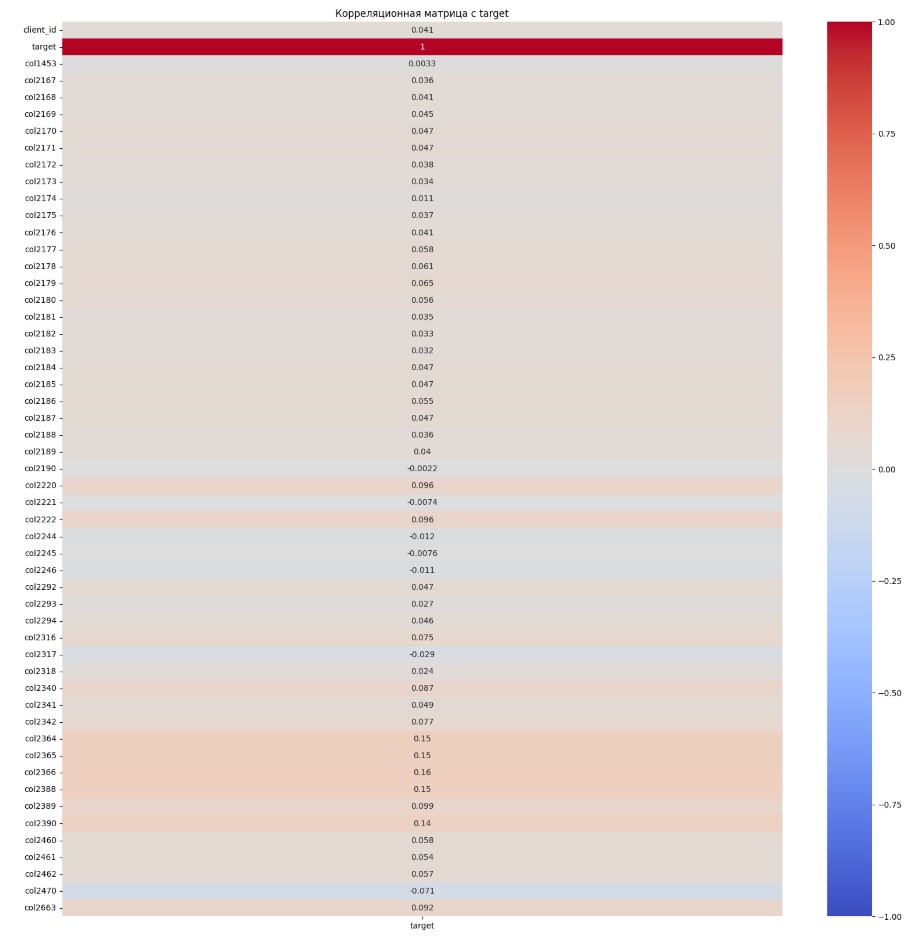 Корреляционная матрица с target
client_id 0.041
target 1
col1453 0.0033
col2167 0.036
col2168 0.041
col2169 0.045
col2170 0.047
col2171 0.047
col2172 0.038
col2173 0.034
col2174 0.011
col2175 0.037
col2176 0.041
col2177 0.058
col2178 0.061
col2179 0.065
col2180 0.056
col2181 0.035
col2182 0.033
col2183 0.032
col2184 0.047
col2185 0.047
col2186 0.055
col2187 0.047
col2188 0.036
col2189 0.04
col2190 -0.0022
col2220 0.096
col2221 -0.0074
col2222 0.096
col2244 -0.012
col2245 -0.0076
col2246 -0.011
col2292 0.047
col2293 0.027
col2294 0.046
col2316 0.075
col2317 -0.029
col2318 0.024
col2340 0.087
col2341 0.049
col2342 0.077
col2364 0.15
col2365 0.15
col2366 0.16
col2388 0.15
col2389 0.099
col2390 0.14
col2460 0.058
col2461 0.054
col2462 0.057
col2470 -0.071
col2663 0.092
target
1.00
0.75
0.50
0.25
0.00
−0.25
−0.50
−0.75
−1.00